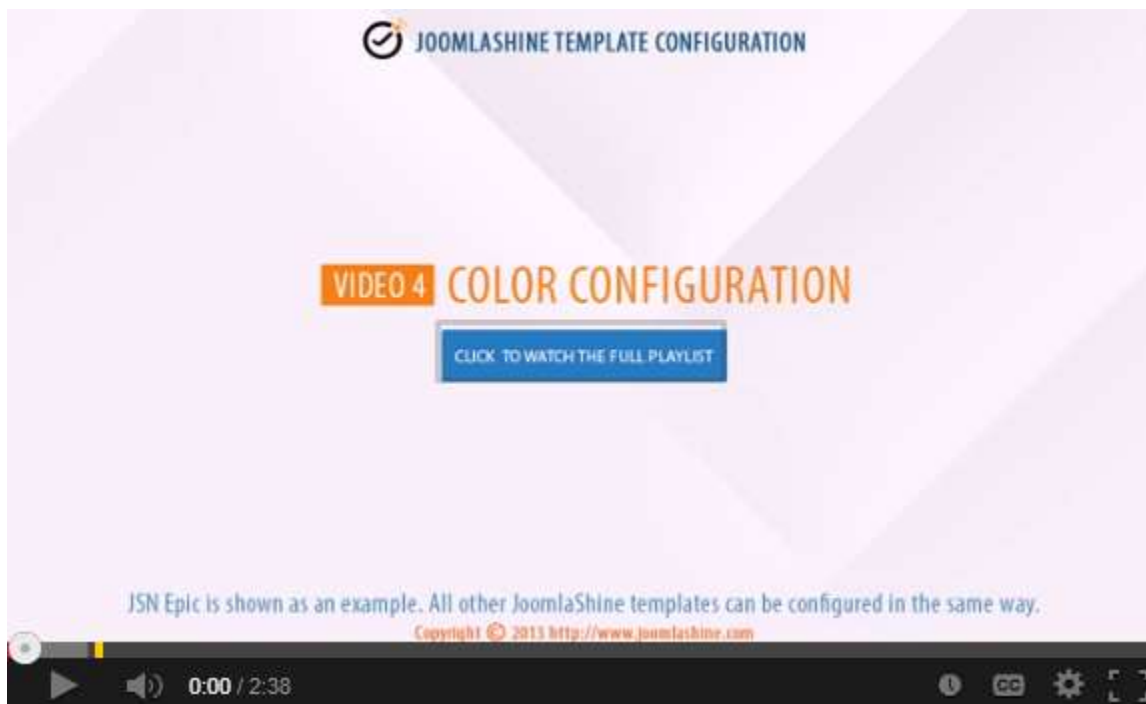 JOOMLASHINE TEMPLATE CONFIGURATION
VIDEO 4 COLOR CONFIGURATION
CLICK TO WATCH THE FULL PLAYLIST
JSN Epic is shown as an example. All other JoomlaShine templates can be configured in the same way.
Copyright © 2013 http://www.joomlashine.com
0:00 / 2:38
CC